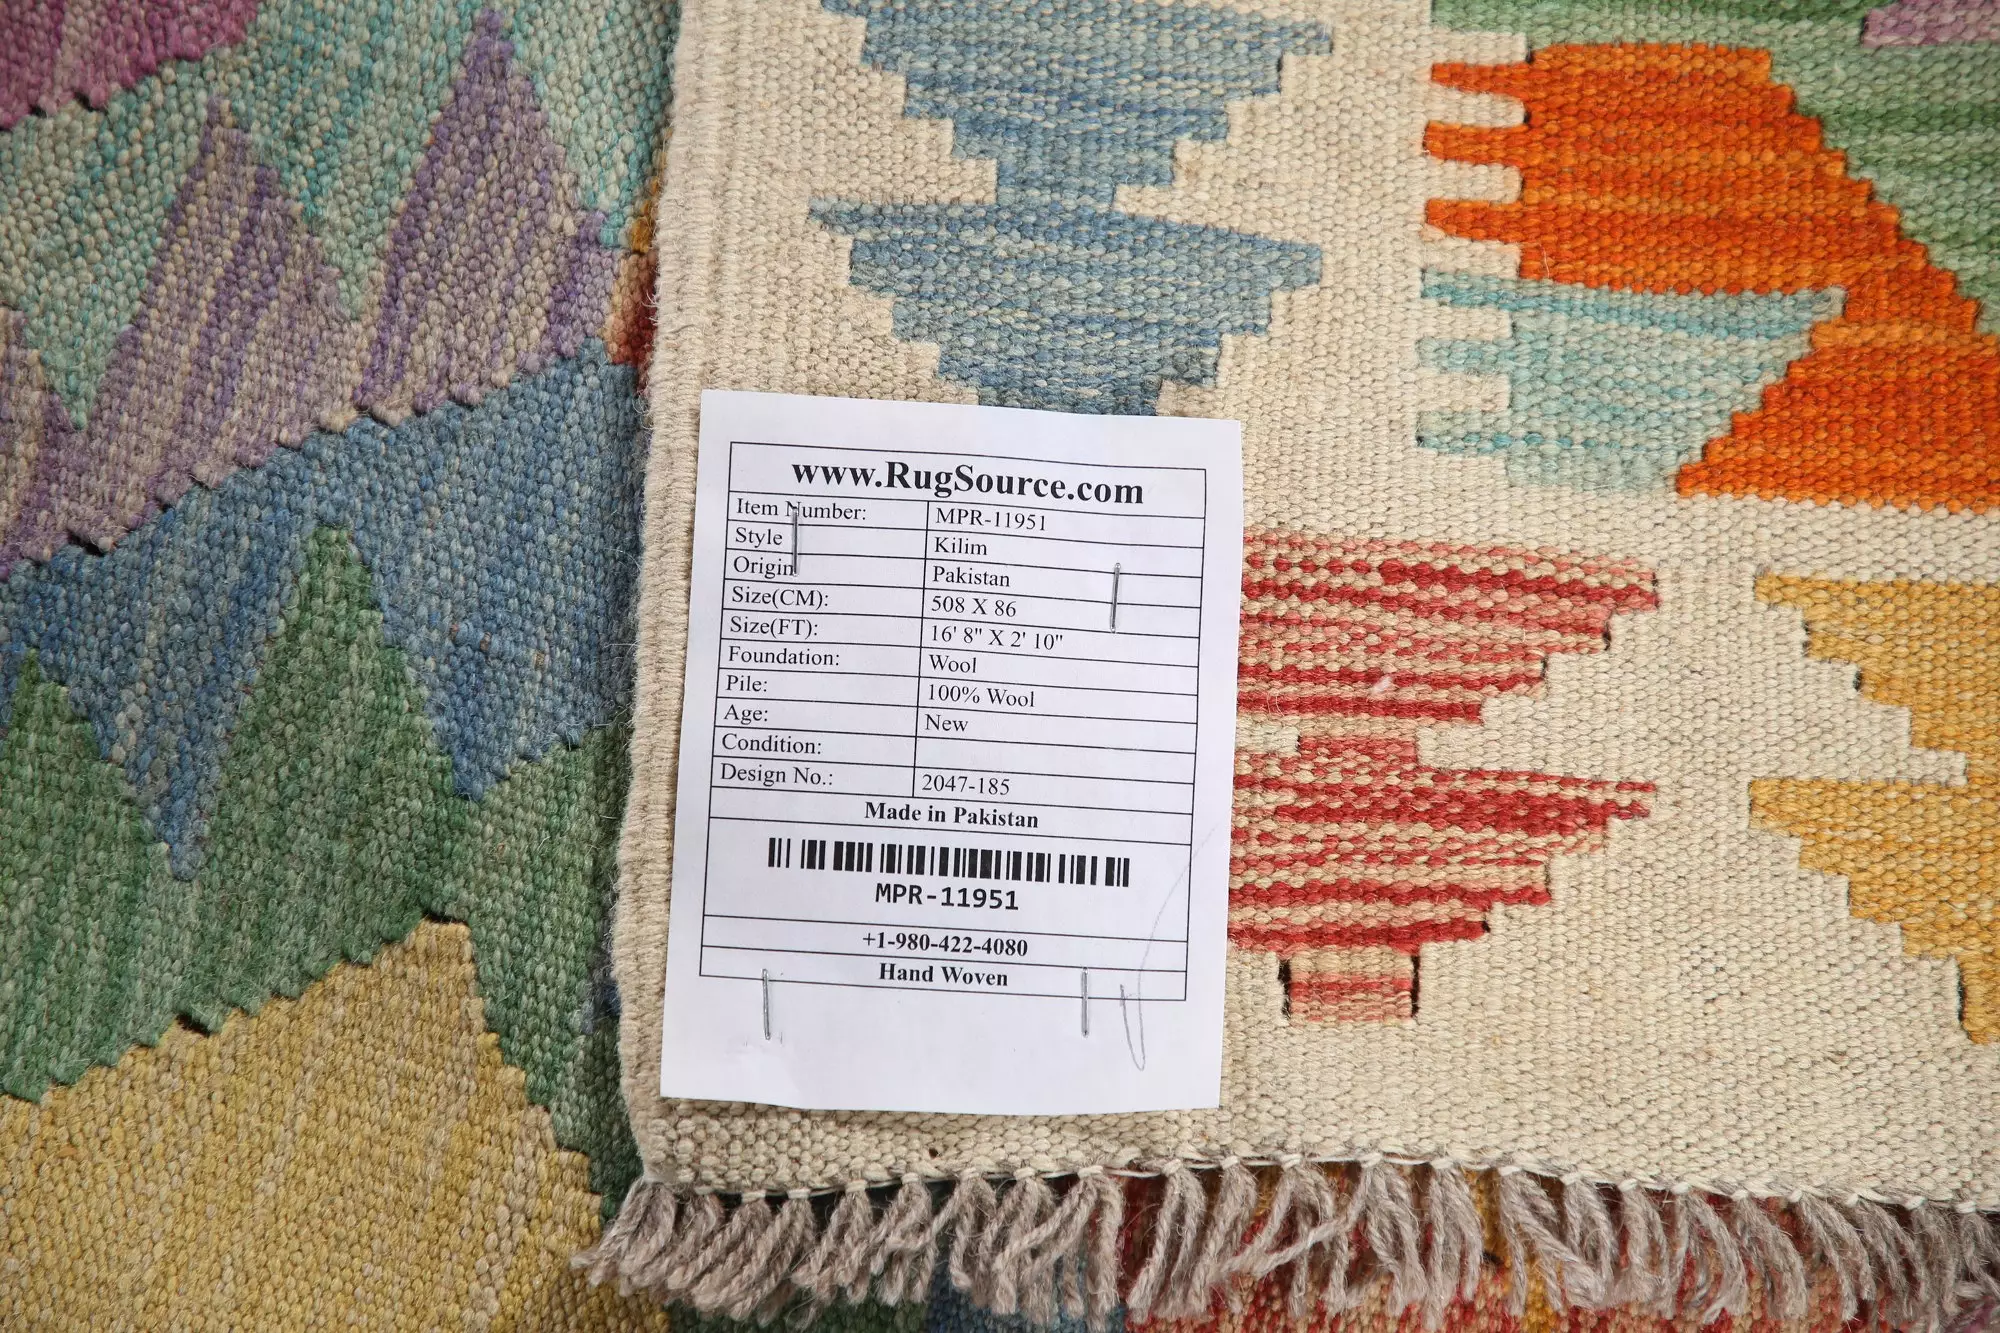 www.RugSource.com
Item Number: MPR-11951
Style Kilim
Origin Pakistan
Size(CM): 508 X 86
Size(FT): 16' 8" X 2' 10"
Foundation: Wool
Pile: 100% Wool
Age: New
Condition:
Design No.: 2047-185
Made in Pakistan
MPR-11951
+1-980-422-4080
Hand Woven